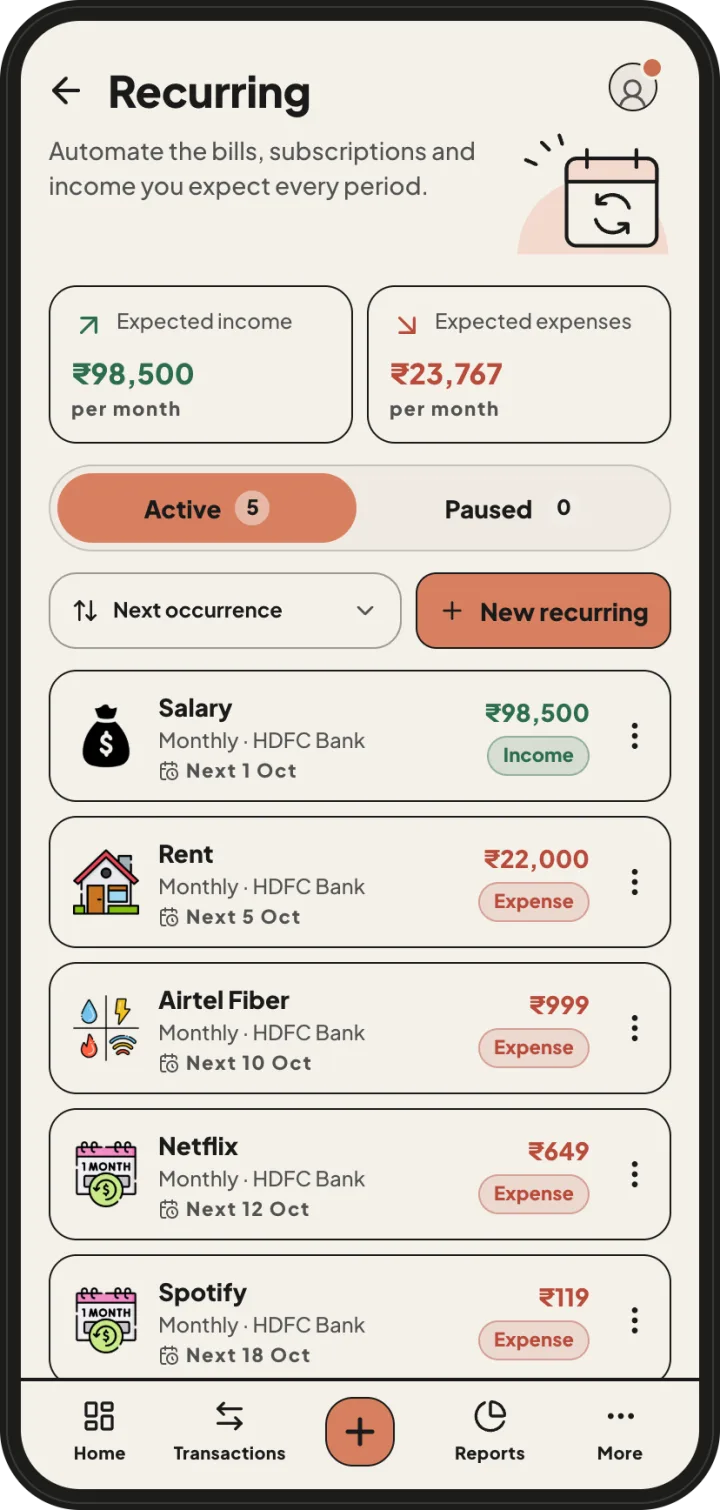 Recurring
Automate the bills, subscriptions and
income you expect every period.
Expected income
₹98,500
per month
Expected expenses
₹23,767
per month
Active 5
Paused 0
Next occurrence
+ New recurring
Salary
Monthly · HDFC Bank
Next 1 Oct
₹98,500
Income
$
Rent
Monthly · HDFC Bank
Next 5 Oct
₹22,000
Expense
Airtel Fiber
Monthly · HDFC Bank
Next 10 Oct
₹999
Expense
1 MONTH
$
Netflix
Monthly · HDFC Bank
Next 12 Oct
₹649
Expense
1 MONTH
$
Spotify
Monthly · HDFC Bank
Next 18 Oct
₹119
Expense
Home
Transactions
+
Reports
More